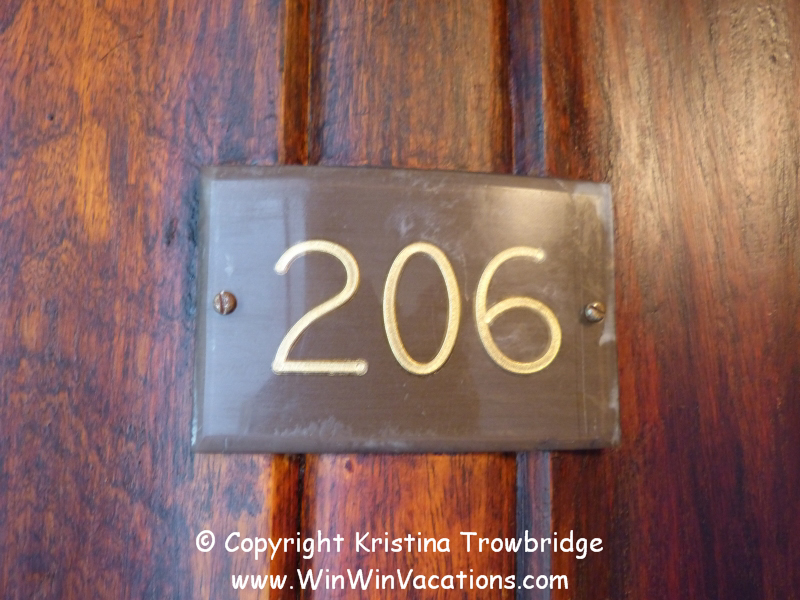 206
© Copyright Kristina Trowbridge
www.WinWinVacations.com